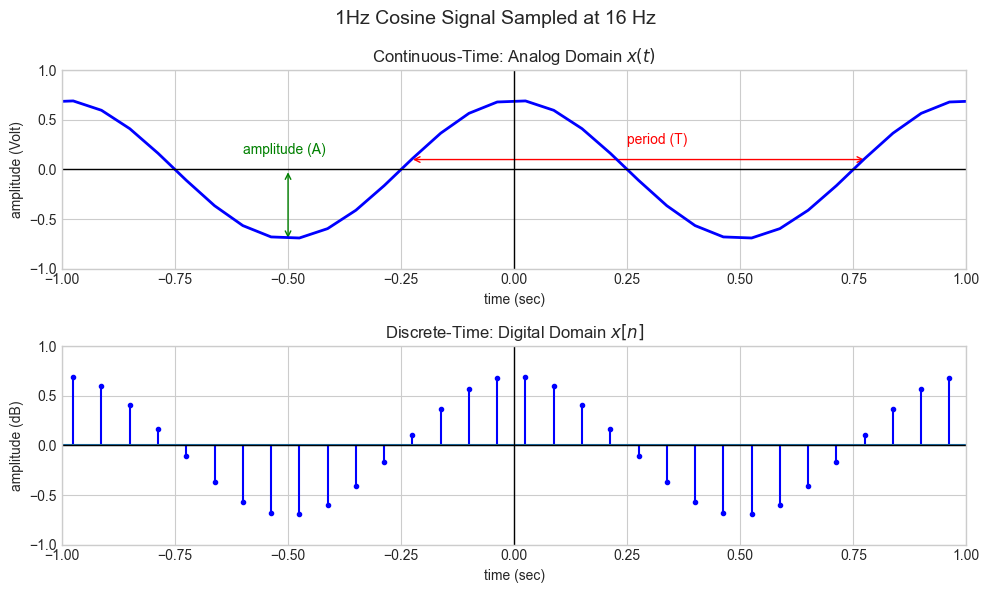 1Hz Cosine Signal Sampled at 16 Hz
Continuous-Time: Analog Domain x(t)
1.0
0.5
0.0
−0.5
−1.0
amplitude (Volt)
amplitude (A)
period (T)
−1.00 −0.75 −0.50 −0.25 0.00 0.25 0.50 0.75 1.00
time (sec)
Discrete-Time: Digital Domain x[n]
1.0
0.5
0.0
−0.5
−1.0
amplitude (dB)
−1.00 −0.75 −0.50 −0.25 0.00 0.25 0.50 0.75 1.00
time (sec)